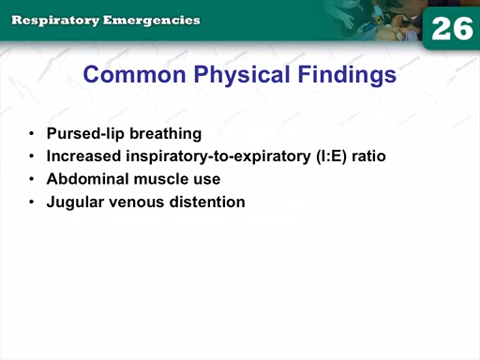 Respiratory Emergencies
26
Common Physical Findings
• Pursed-lip breathing
• Increased inspiratory-to-expiratory (I:E) ratio
• Abdominal muscle use
• Jugular venous distention